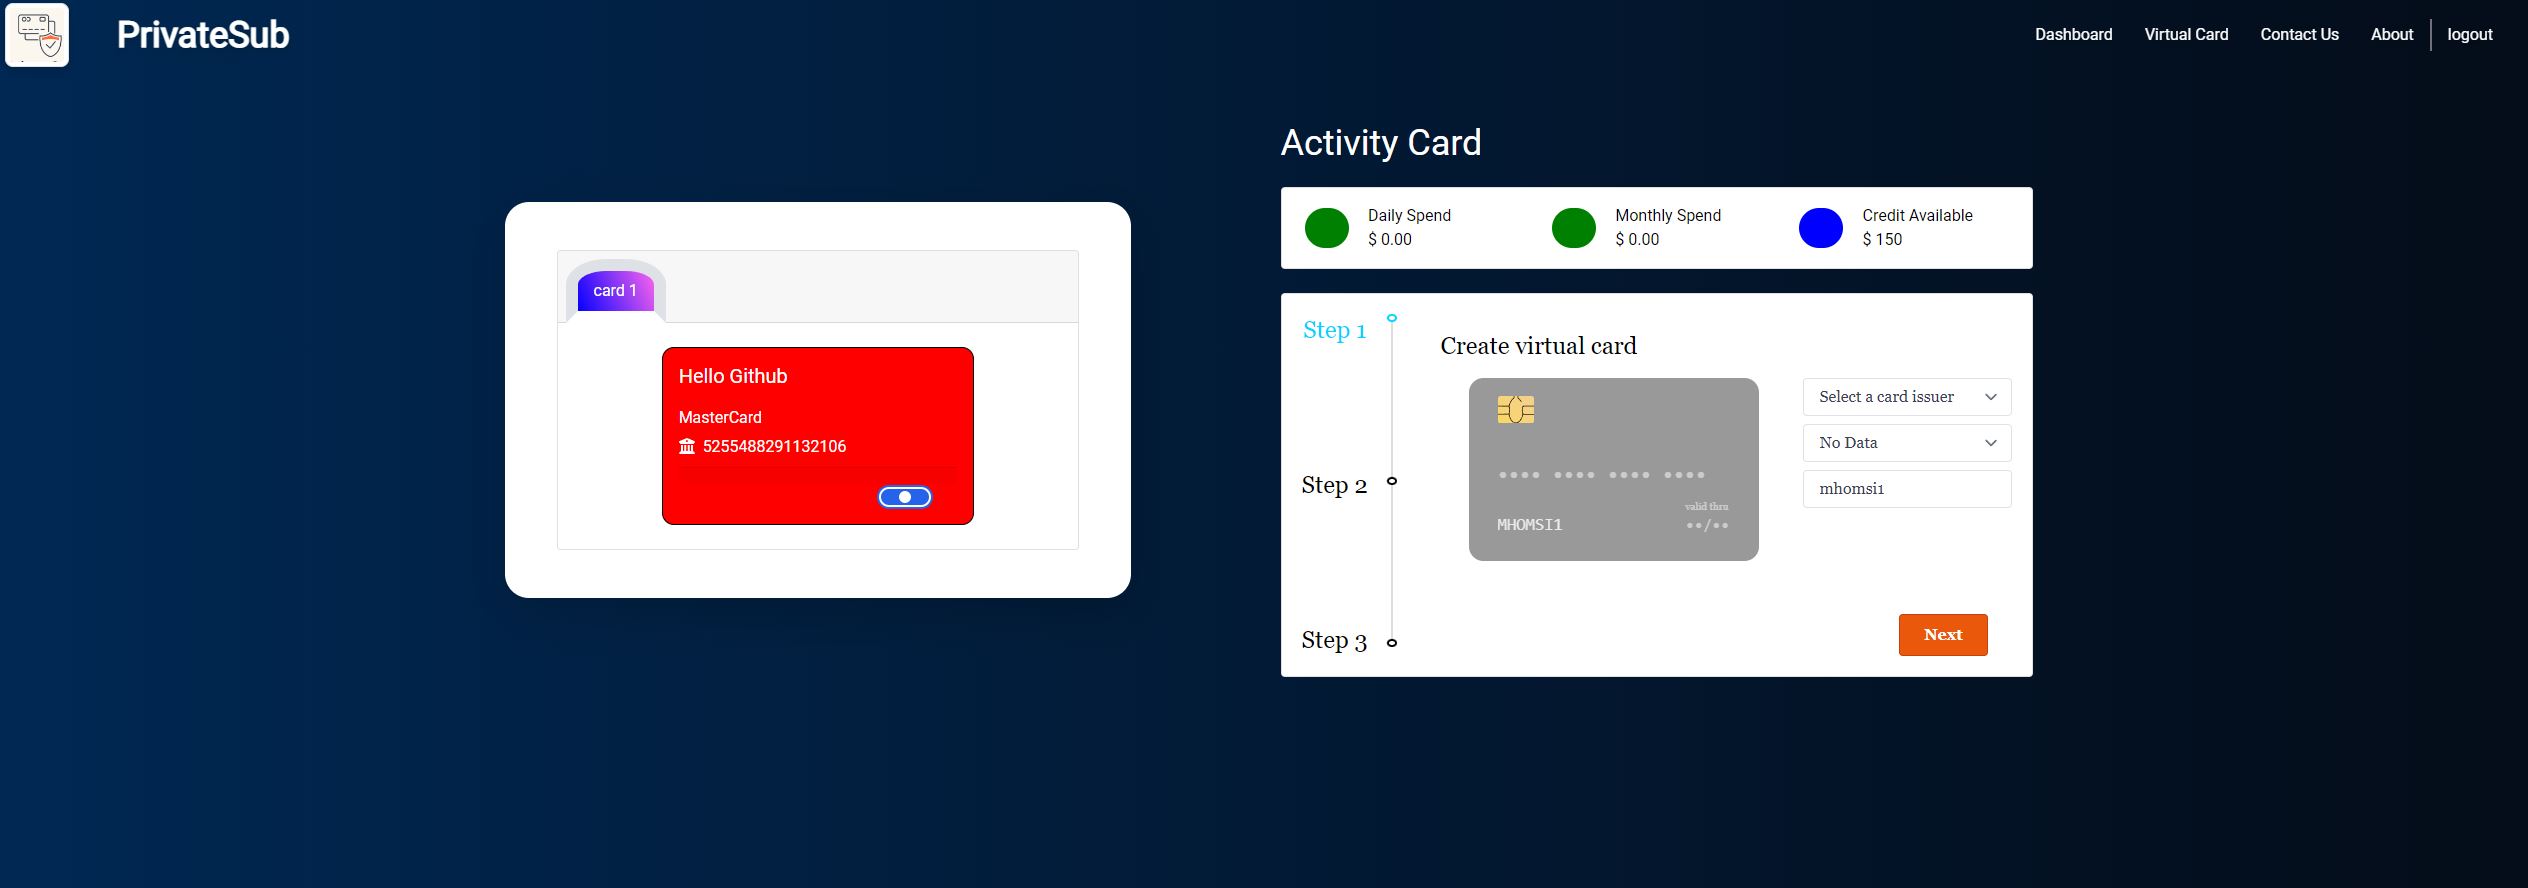 PrivateSub
Dashboard
Virtual Card
Contact Us
About
logout
card 1
Hello Github
MasterCard
5255488291132106
Activity Card
Daily Spend
$ 0.00
Monthly Spend
$ 0.00
Credit Available
$ 150
Step 1
Step 2
Step 3
Create virtual card
•••• •••• •••• ••••
valid thru
MHOMSI1 ••/••
Select a card issuer
No Data
mhomsi1
Next